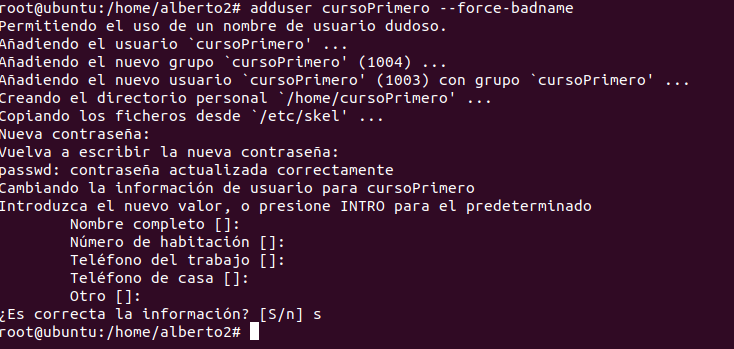 root@ubuntu:/home/alberto2# adduser cursoPrimero --force-badname
Permitiendo el uso de un nombre de usuario dudoso.
Añadiendo el usuario `cursoPrimero' ...
Añadiendo el nuevo grupo `cursoPrimero' (1004) ...
Añadiendo el nuevo usuario `cursoPrimero' (1003) con grupo `cursoPrimero' ...
Creando el directorio personal `/home/cursoPrimero' ...
Copiando los ficheros desde `/etc/skel' ...
Nueva contraseña:
Vuelva a escribir la nueva contraseña:
passwd: contraseña actualizada correctamente
Cambiando la información de usuario para cursoPrimero
Introduzca el nuevo valor, o presione INTRO para el predeterminado
Nombre completo []:
Número de habitación []:
Teléfono del trabajo []:
Teléfono de casa []:
Otro []:
¿Es correcta la información? [S/n] s
root@ubuntu:/home/alberto2#